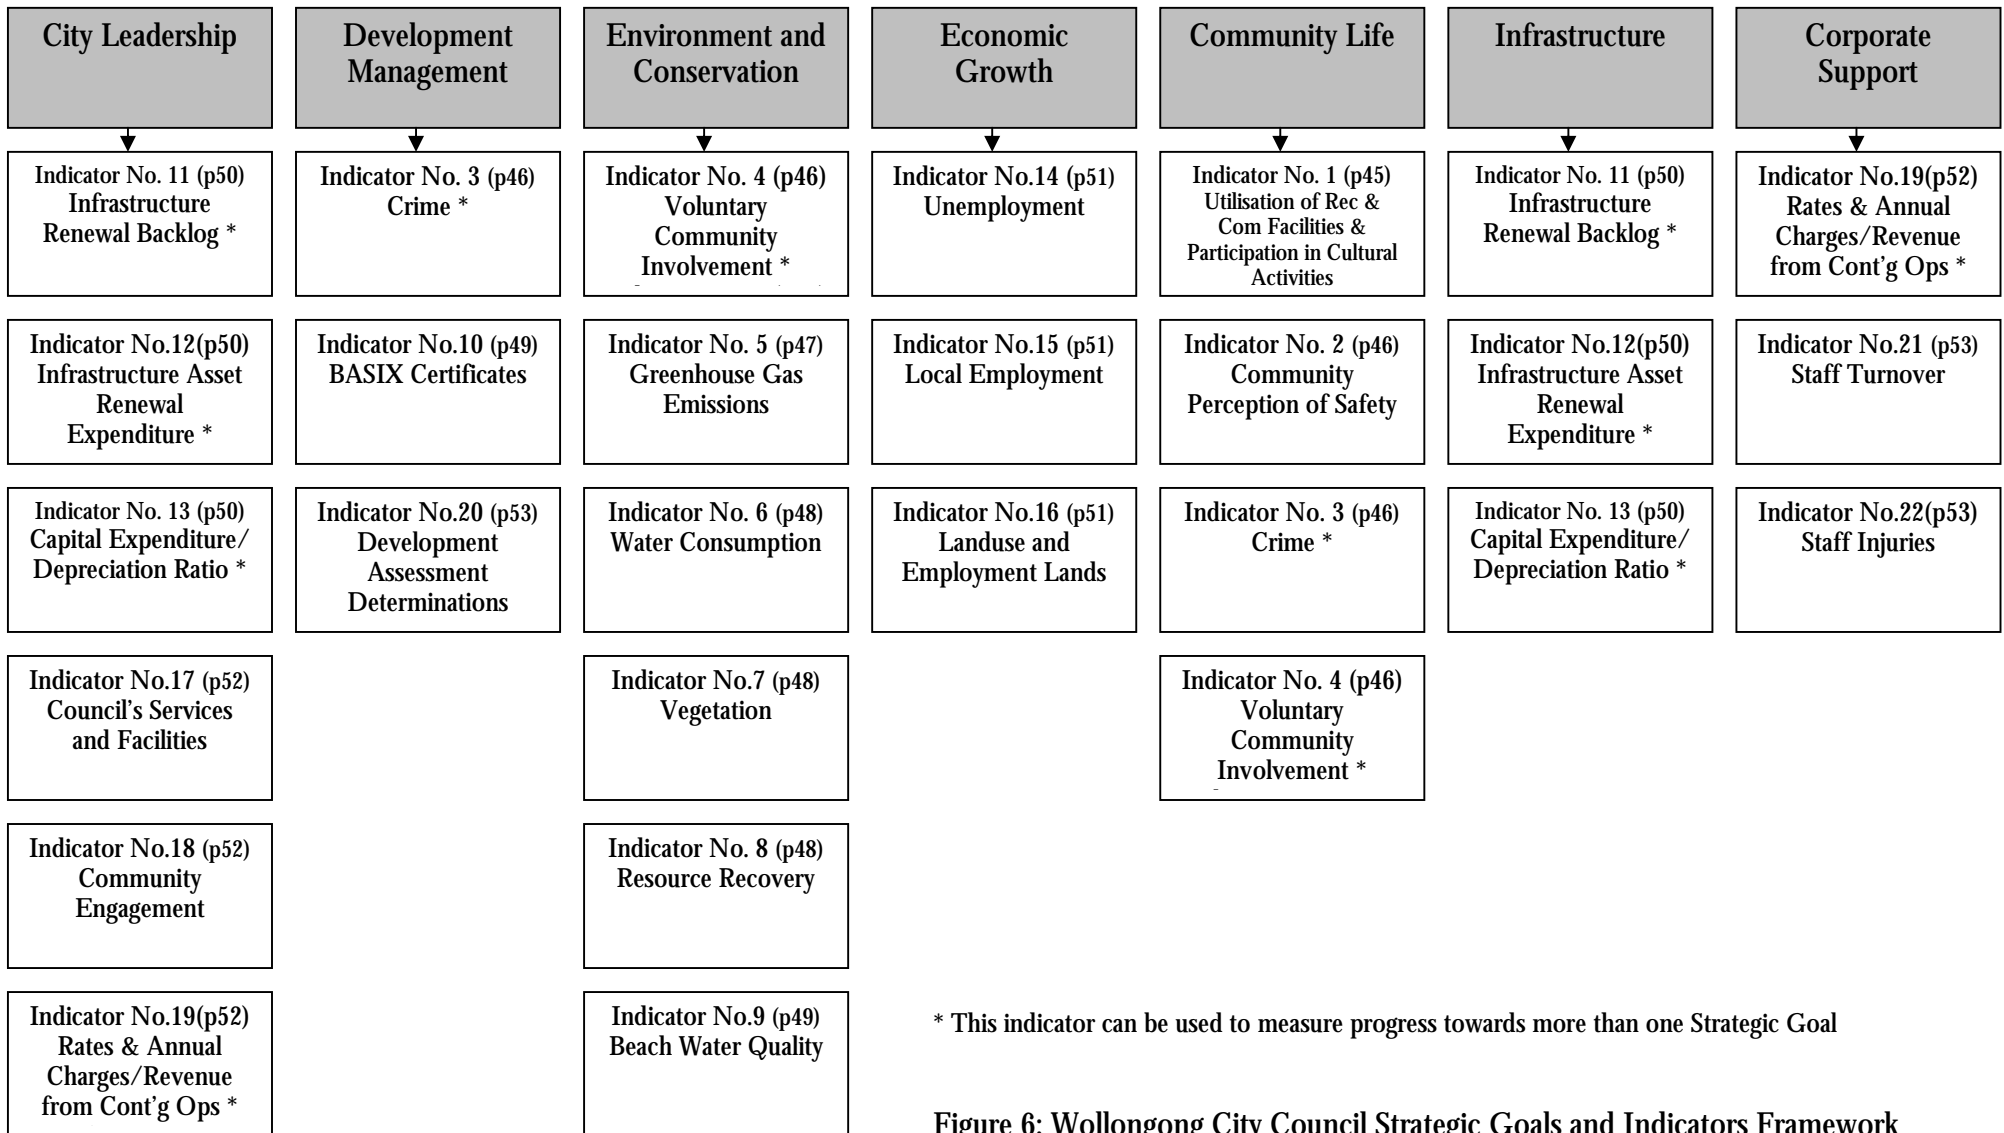 City Leadership
Indicator No. 11 (p50)
Infrastructure
Renewal Backlog *
Indicator No.12(p50)
Infrastructure Asset
Renewal
Expenditure *
Indicator No. 13 (p50)
Capital Expenditure/
Depreciation Ratio *
Indicator No.17 (p52)
Council's Services
and Facilities
Indicator No.18 (p52)
Community
Engagement
Indicator No.19(p52)
Rates & Annual
Charges/Revenue
from Cont'g Ops *
Development
Management
Indicator No. 3 (p46)
Crime *
Indicator No.10 (p49)
BASIX Certificates
Indicator No.20 (p53)
Development
Assessment
Determinations
Environment and
Conservation
Indicator No. 4 (p46)
Voluntary
Community
Involvement *
Indicator No. 5 (p47)
Greenhouse Gas
Emissions
Indicator No. 6 (p48)
Water Consumption
Indicator No.7 (p48)
Vegetation
Indicator No. 8 (p48)
Resource Recovery
Indicator No.9 (p49)
Beach Water Quality
Economic
Growth
Indicator No.14 (p51)
Unemployment
Indicator No.15 (p51)
Local Employment
Indicator No.16 (p51)
Landuse and
Employment Lands
Community Life
Indicator No. 1 (p45)
Utilisation of Rec &
Com Facilities &
Participation in Cultural
Activities
Indicator No. 2 (p46)
Community
Perception of Safety
Indicator No. 3 (p46)
Crime *
Indicator No. 4 (p46)
Voluntary
Community
Involvement *
Infrastructure
Indicator No. 11 (p50)
Infrastructure
Renewal Backlog *
Indicator No.12(p50)
Infrastructure Asset
Renewal
Expenditure *
Indicator No. 13 (p50)
Capital Expenditure/
Depreciation Ratio *
Corporate
Support
Indicator No.19(p52)
Rates & Annual
Charges/Revenue
from Cont'g Ops *
Indicator No.21 (p53)
Staff Turnover
Indicator No.22(p53)
Staff Injuries
* This indicator can be used to measure progress towards more than one Strategic Goal
Figure 6: Wollongong City Council Strategic Goals and Indicators Framework